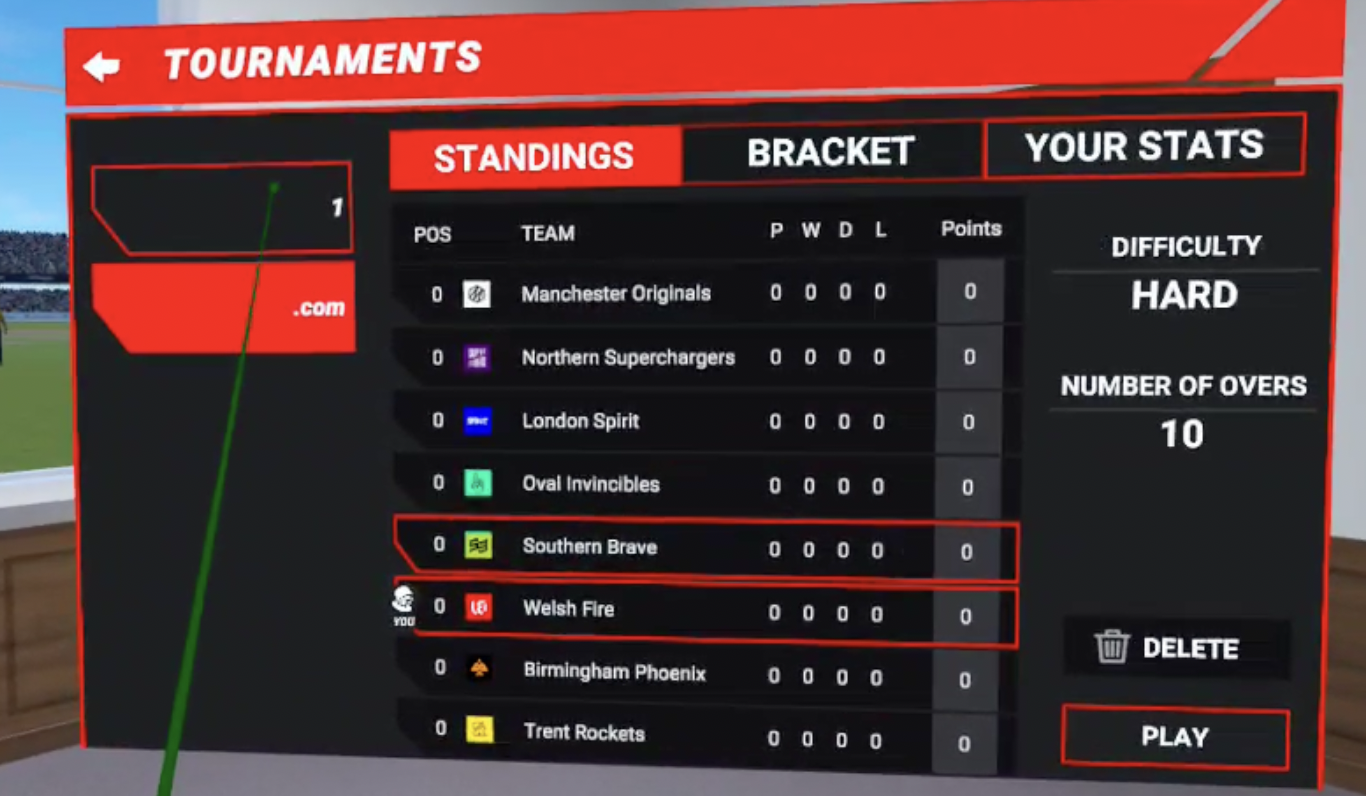 TOURNAMENTS
STANDINGS BRACKET YOUR STATS
1
.com
POS TEAM P W D L Points
0 Manchester Originals 0 0 0 0 0
0 Northern Superchargers 0 0 0 0 0
0 London Spirit 0 0 0 0 0
0 Oval Invincibles 0 0 0 0 0
0 Southern Brave 0 0 0 0 0
YOU 0 Welsh Fire 0 0 0 0 0
0 Birmingham Phoenix 0 0 0 0 0
0 Trent Rockets 0 0 0 0 0
DIFFICULTY
HARD
NUMBER OF OVERS
10
DELETE
PLAY